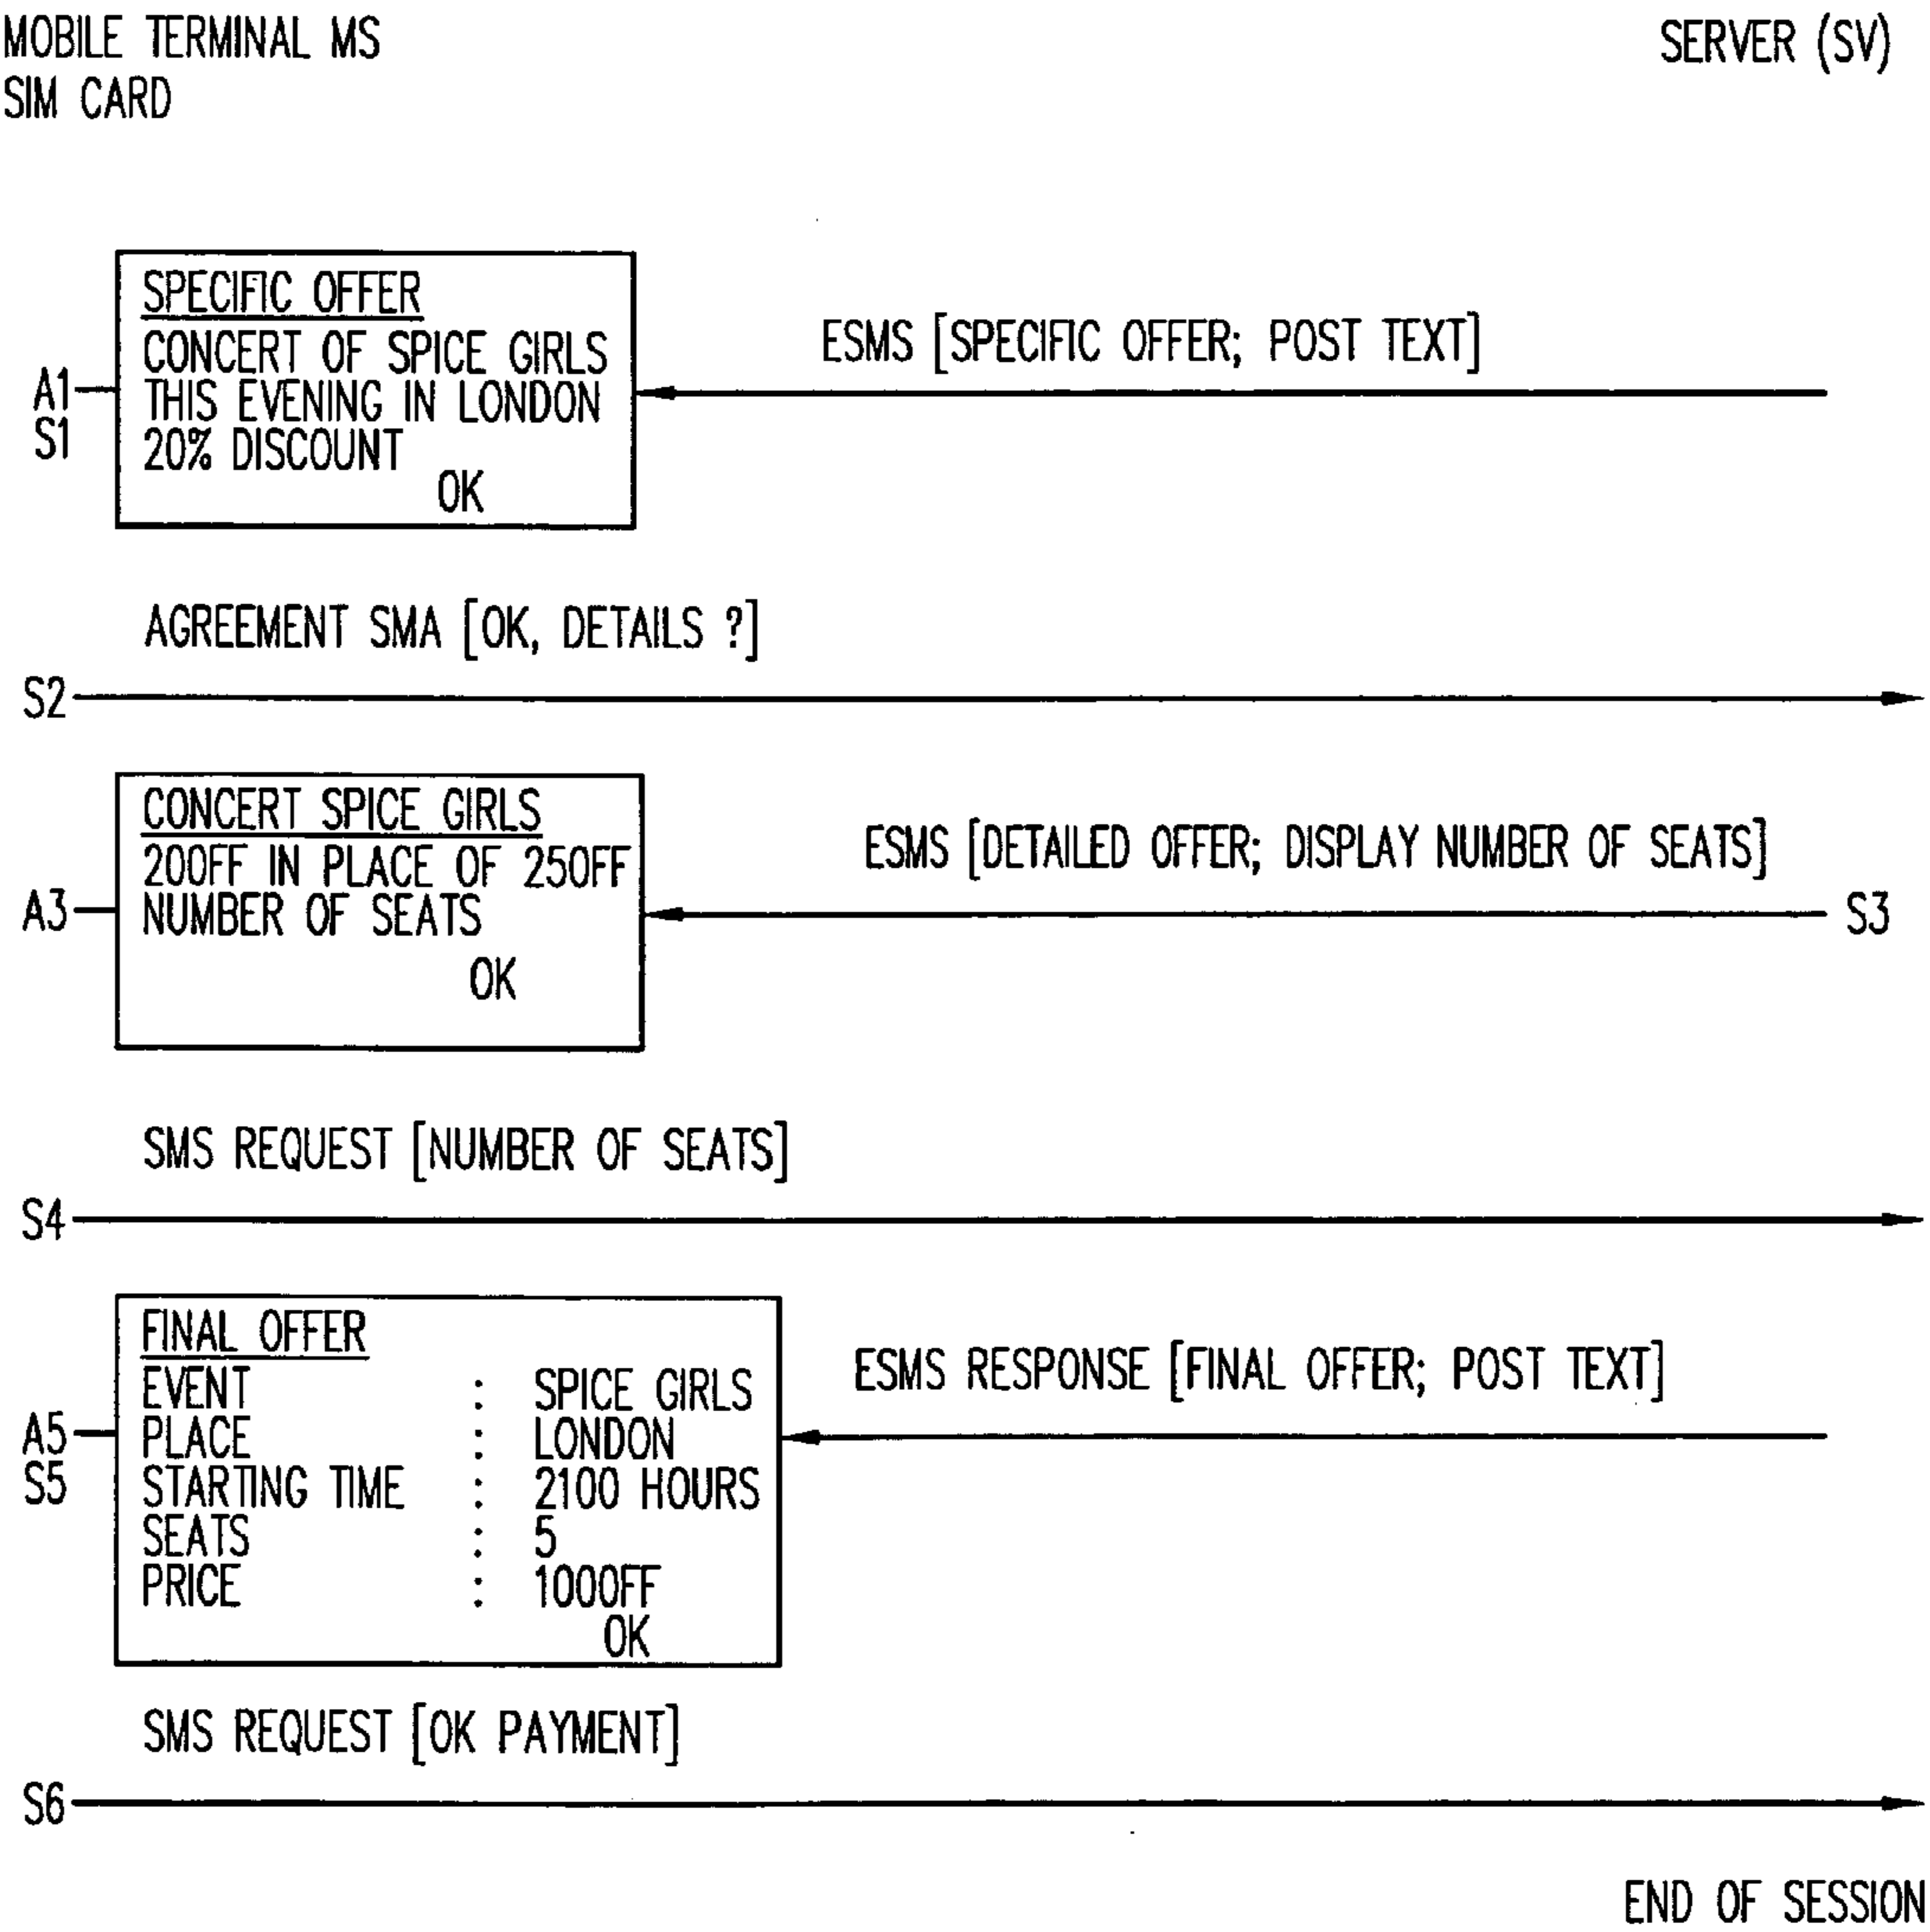 MOBILE TERMINAL MS
SIM CARD
SERVER (SV)
SPECIFIC OFFER
CONCERT OF SPICE GIRLS
THIS EVENING IN LONDON
20% DISCOUNT
OK
A1
S1
ESMS [SPECIFIC OFFER; POST TEXT]
AGREEMENT SMA [OK, DETAILS ?]
S2
CONCERT SPICE GIRLS
200FF IN PLACE OF 250FF
NUMBER OF SEATS
OK
A3
ESMS [DETAILED OFFER; DISPLAY NUMBER OF SEATS]
S3
SMS REQUEST [NUMBER OF SEATS]
S4
FINAL OFFER
EVENT : SPICE GIRLS
PLACE : LONDON
STARTING TIME : 2100 HOURS
SEATS : 5
PRICE : 1000FF
OK
A5
S5
ESMS RESPONSE [FINAL OFFER; POST TEXT]
SMS REQUEST [OK PAYMENT]
S6
END OF SESSION